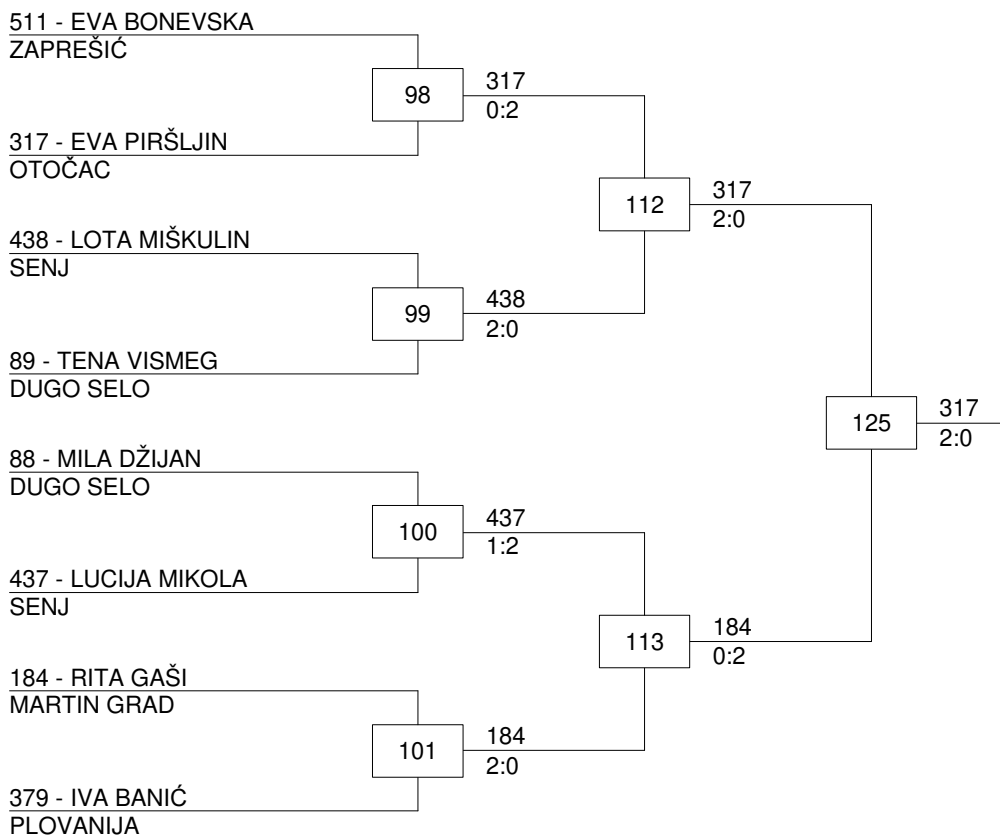 511 - EVA BONEVSKA
ZAPREŠIĆ
98
317
0:2
317 - EVA PIRŠLJIN
OTOČAC
112
317
2:0
438 - LOTA MIŠKULIN
SENJ
99
438
2:0
89 - TENA VISMEG
DUGO SELO
125
317
2:0
88 - MILA DŽIJAN
DUGO SELO
100
437
1:2
437 - LUCIJA MIKOLA
SENJ
113
184
0:2
184 - RITA GAŠI
MARTIN GRAD
101
184
2:0
379 - IVA BANIĆ
PLOVANIJA